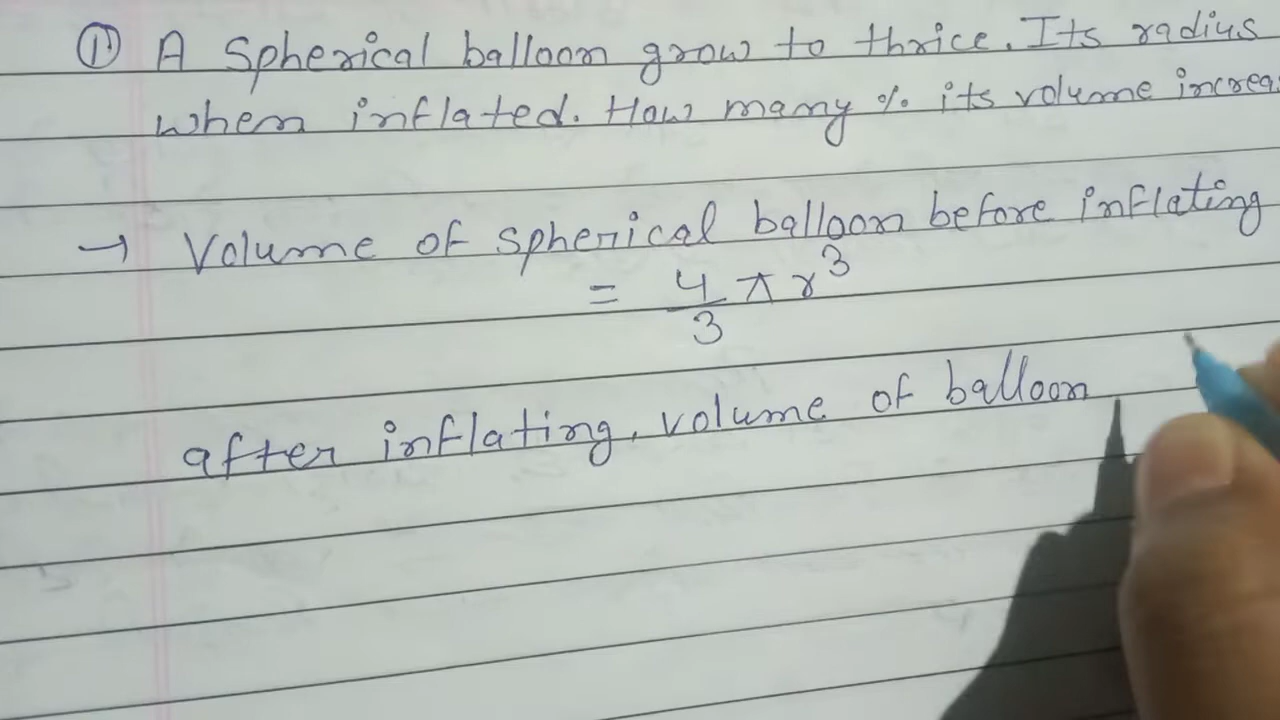 ① A Spherical balloon grow to thrice. Its radius
when inflated. How many % its volume increas
→ Volume of spherical balloon before inflating
= 4/3 π r³
after inflating, volume of balloon